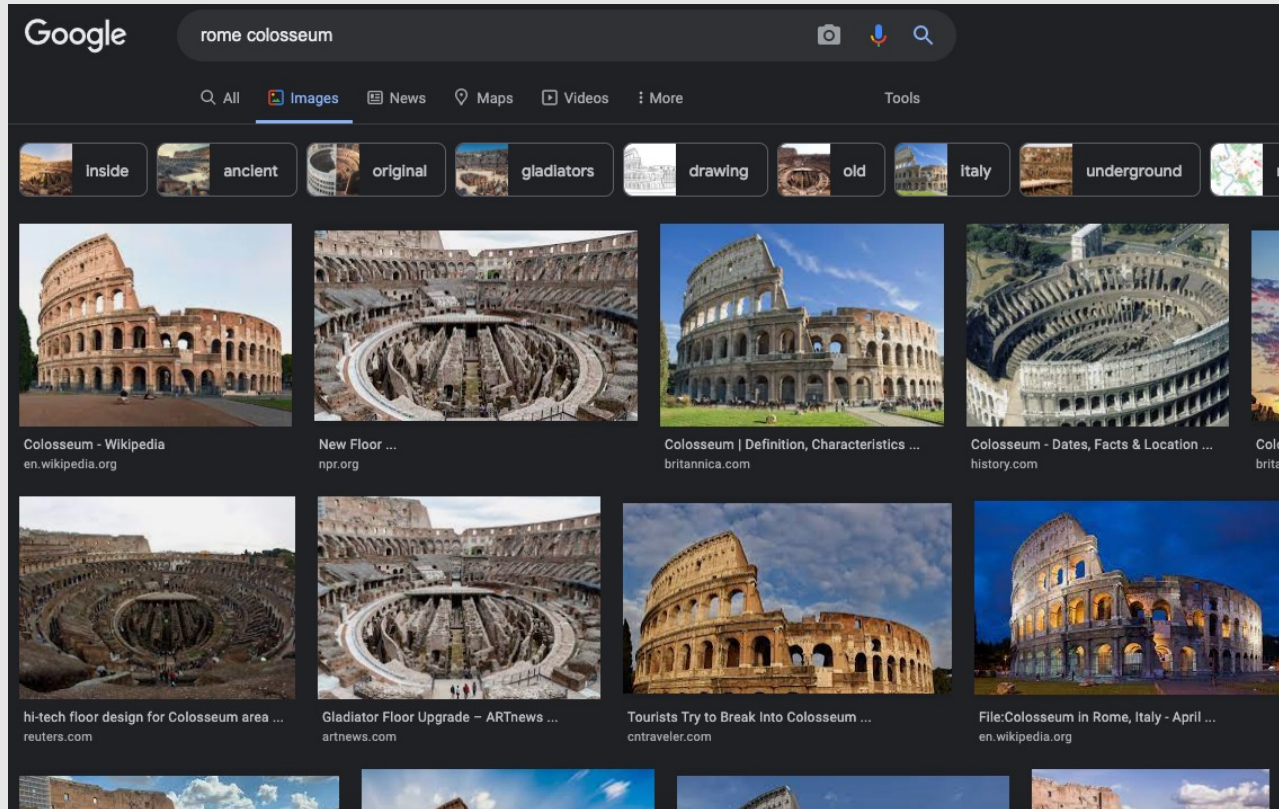 Google
rome colosseum
All Images News Maps Videos More Tools
Inside ancient original gladiators drawing old Italy underground
Colosseum - Wikipedia
en.wikipedia.org
New Floor ...
npr.org
Colosseum | Definition, Characteristics ...
britannica.com
Colosseum - Dates, Facts & Location ...
history.com
hi-tech floor design for Colosseum area ...
reuters.com
Gladiator Floor Upgrade – ARTnews ...
artnews.com
Tourists Try to Break Into Colosseum ...
cntraveler.com
File:Colosseum in Rome, Italy - April ...
en.wikipedia.org